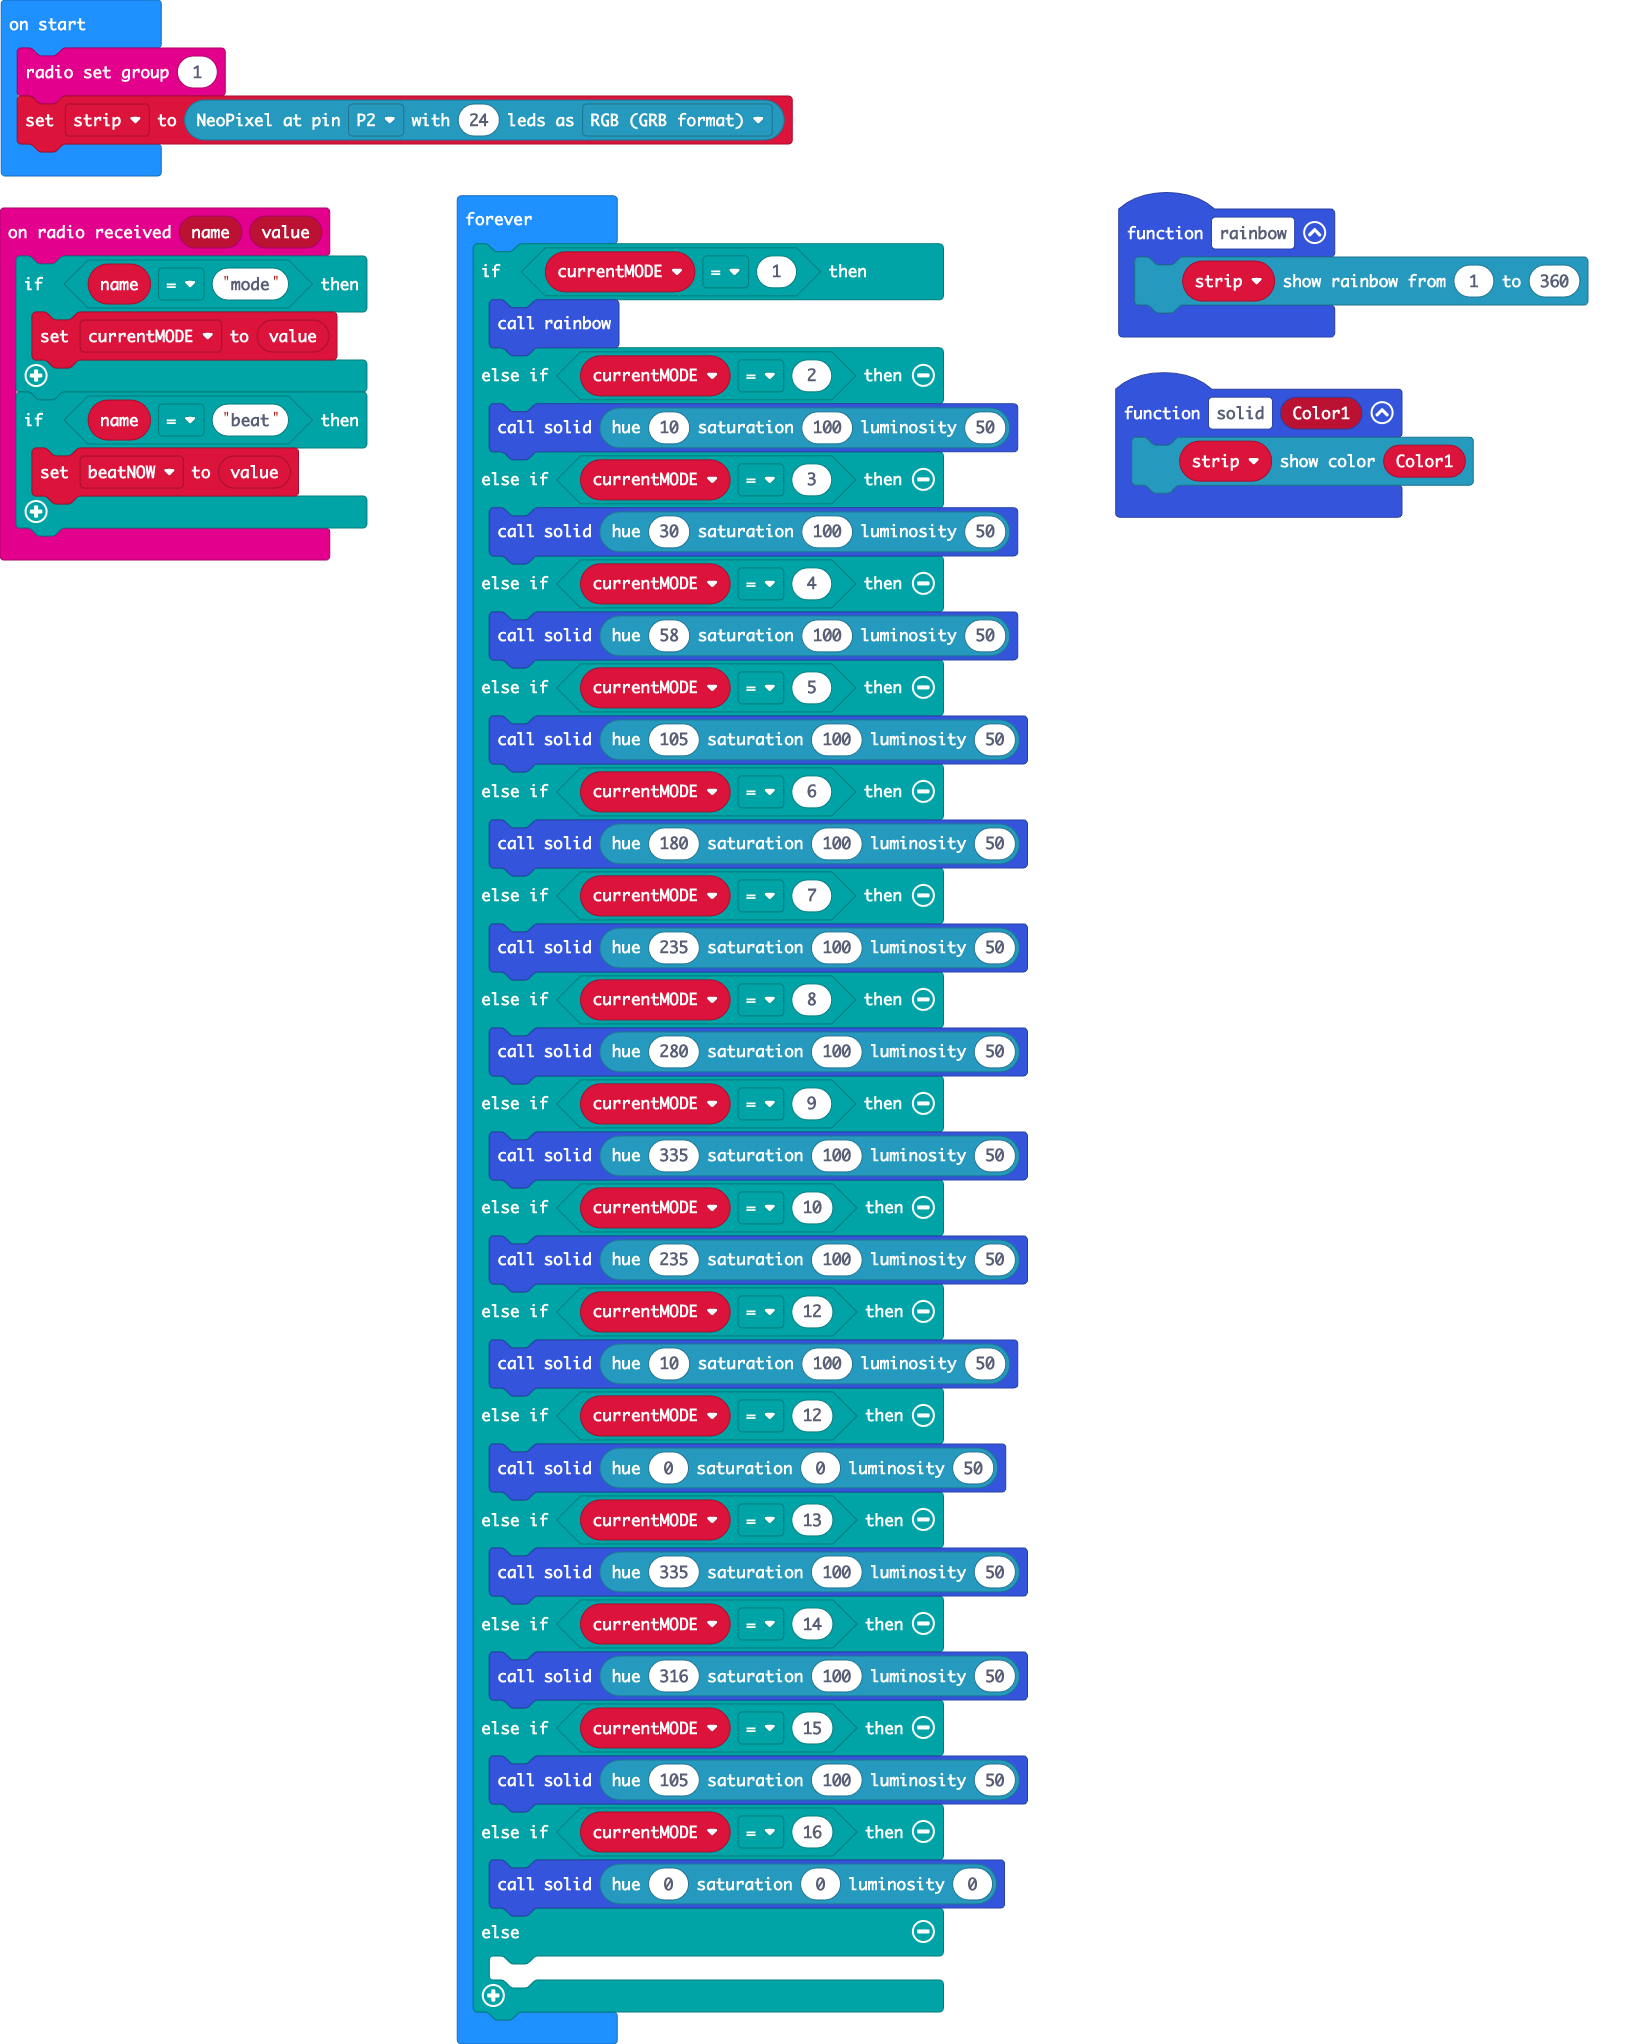 on start
radio set group 1
set strip to NeoPixel at pin P2 with 24 leds as RGB (GRB format)
on radio received name value
if name = "mode" then
set currentMODE to value
if name = "beat" then
set beatNOW to value
forever
if currentMODE = 1 then
call rainbow
else if currentMODE = 2 then
call solid hue 10 saturation 100 luminosity 50
else if currentMODE = 3 then
call solid hue 30 saturation 100 luminosity 50
else if currentMODE = 4 then
call solid hue 58 saturation 100 luminosity 50
else if currentMODE = 5 then
call solid hue 105 saturation 100 luminosity 50
else if currentMODE = 6 then
call solid hue 180 saturation 100 luminosity 50
else if currentMODE = 7 then
call solid hue 235 saturation 100 luminosity 50
else if currentMODE = 8 then
call solid hue 280 saturation 100 luminosity 50
else if currentMODE = 9 then
call solid hue 335 saturation 100 luminosity 50
else if currentMODE = 10 then
call solid hue 235 saturation 100 luminosity 50
else if currentMODE = 12 then
call solid hue 10 saturation 100 luminosity 50
else if currentMODE = 12 then
call solid hue 0 saturation 0 luminosity 50
else if currentMODE = 13 then
call solid hue 335 saturation 100 luminosity 50
else if currentMODE = 14 then
call solid hue 316 saturation 100 luminosity 50
else if currentMODE = 15 then
call solid hue 105 saturation 100 luminosity 50
else if currentMODE = 16 then
call solid hue 0 saturation 0 luminosity 0
else
function rainbow
strip show rainbow from 1 to 360
function solid Color1
strip show color Color1